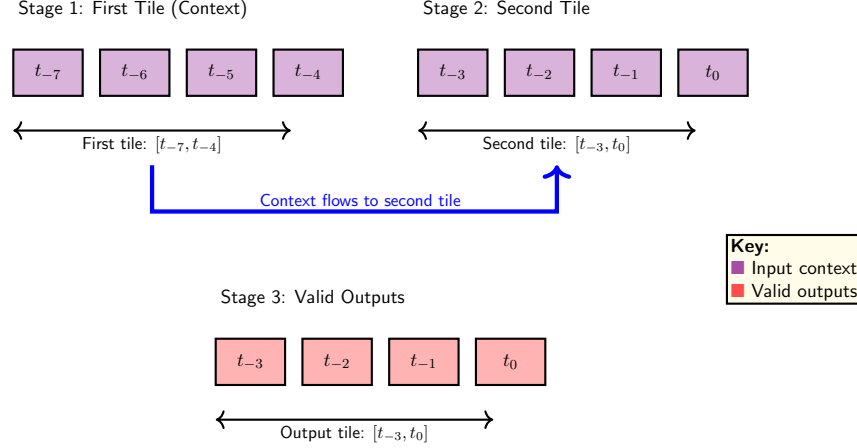 Stage 1: First Tile (Context)
Stage 2: Second Tile
t₋₇ t₋₆ t₋₅ t₋₄
t₋₃ t₋₂ t₋₁ t₀
First tile: [t₋₇, t₋₄]
Second tile: [t₋₃, t₀]
Context flows to second tile
Key:
Input context
Valid outputs
Stage 3: Valid Outputs
t₋₃ t₋₂ t₋₁ t₀
Output tile: [t₋₃, t₀]